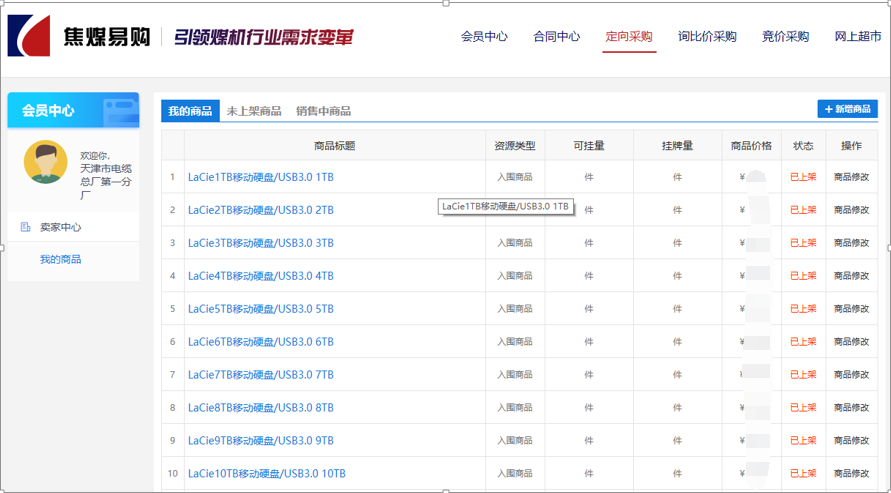 焦煤易购 引领煤机行业需求变革
会员中心 合同中心 定向采购 询比价采购 竞价采购 网上超市
会员中心
欢迎你，
天津市电缆
总厂第一分
厂
卖家中心
我的商品
我的商品 未上架商品 销售中商品 + 新增商品
商品标题 资源类型 可挂量 挂牌量 商品价格 状态 操作
1 LaCie1TB移动硬盘/USB3.0 1TB 入围商品 件 件 ¥ 已上架 商品修改
2 LaCie2TB移动硬盘/USB3.0 2TB 件 件 ¥ 已上架 商品修改
LaCie1TB移动硬盘/USB3.0 1TB
3 LaCie3TB移动硬盘/USB3.0 3TB 入围商品 件 件 ¥ 已上架 商品修改
4 LaCie4TB移动硬盘/USB3.0 4TB 入围商品 件 件 ¥ 已上架 商品修改
5 LaCie5TB移动硬盘/USB3.0 5TB 入围商品 件 件 ¥ 已上架 商品修改
6 LaCie6TB移动硬盘/USB3.0 6TB 入围商品 件 件 ¥ 已上架 商品修改
7 LaCie7TB移动硬盘/USB3.0 7TB 入围商品 件 件 ¥ 已上架 商品修改
8 LaCie8TB移动硬盘/USB3.0 8TB 入围商品 件 件 ¥ 已上架 商品修改
9 LaCie9TB移动硬盘/USB3.0 9TB 入围商品 件 件 ¥ 已上架 商品修改
10 LaCie10TB移动硬盘/USB3.0 10TB 入围商品 件 件 ¥ 已上架 商品修改